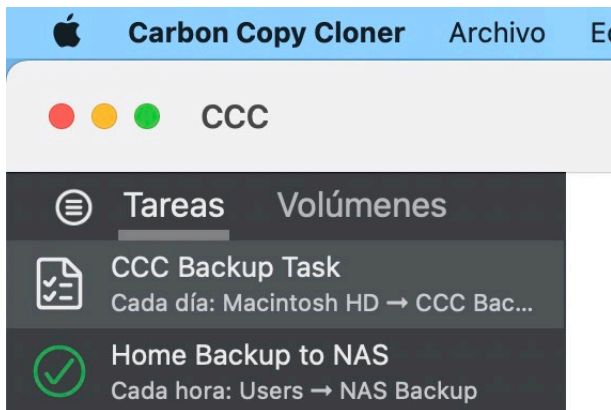 Carbon Copy Cloner Archivo
CCC
Tareas Volúmenes
CCC Backup Task
Cada día: Macintosh HD → CCC Bac...
Home Backup to NAS
Cada hora: Users → NAS Backup